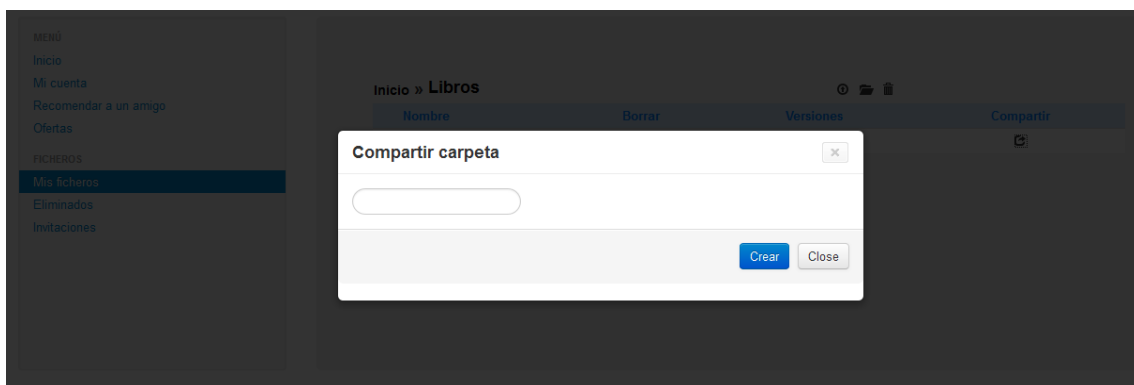 MENÚ
Inicio
Mi cuenta
Recomendar a un amigo
Ofertas
FICHEROS
Mis ficheros
Eliminados
Invitaciones
Inicio » Libros
Nombre Borrar Versiones Compartir
Compartir carpeta ×
Crear Close